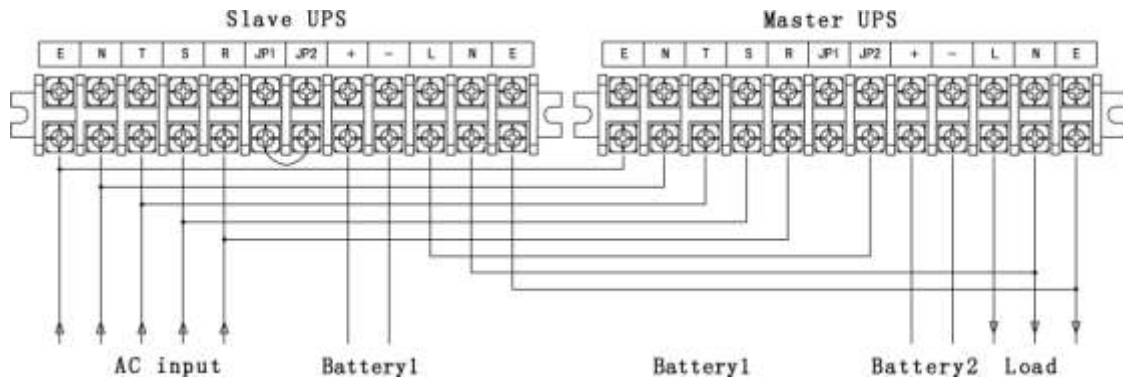 Slave UPS Master UPS
E N T S R JP1 JP2 + - L N E E N T S R JP1 JP2 + - L N E
AC input Battery1 Battery1 Battery2 Load